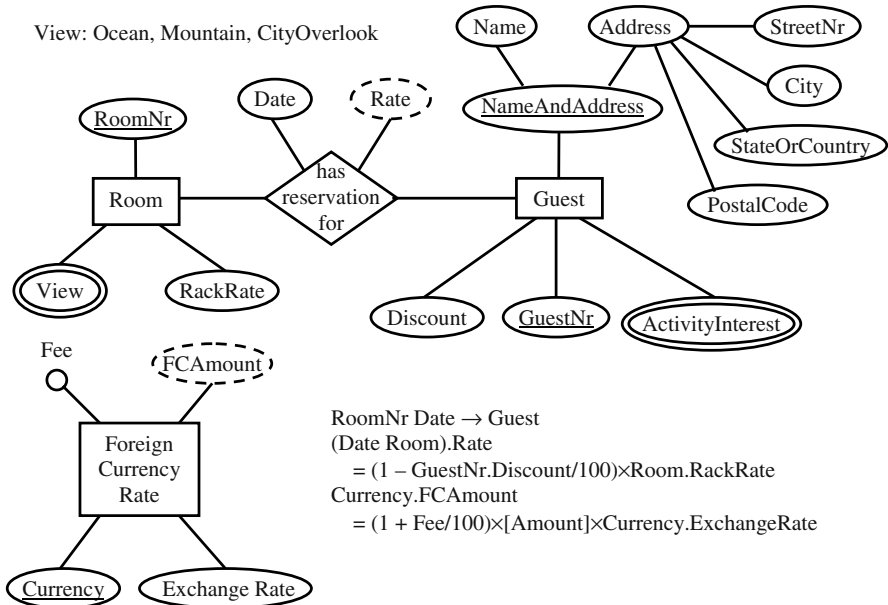 View: Ocean, Mountain, CityOverlook
Name
Address
StreetNr
City
StateOrCountry
PostalCode
NameAndAddress
RoomNr
Date
Rate
Room
has
reservation
for
Guest
View
RackRate
Discount
GuestNr
ActivityInterest
Fee
FCAmount
Foreign
Currency
Rate
Currency
Exchange Rate
RoomNr Date → Guest
(Date Room).Rate
= (1 – GuestNr.Discount/100)×Room.RackRate
Currency.FCAmount
= (1 + Fee/100)×[Amount]×Currency.ExchangeRate